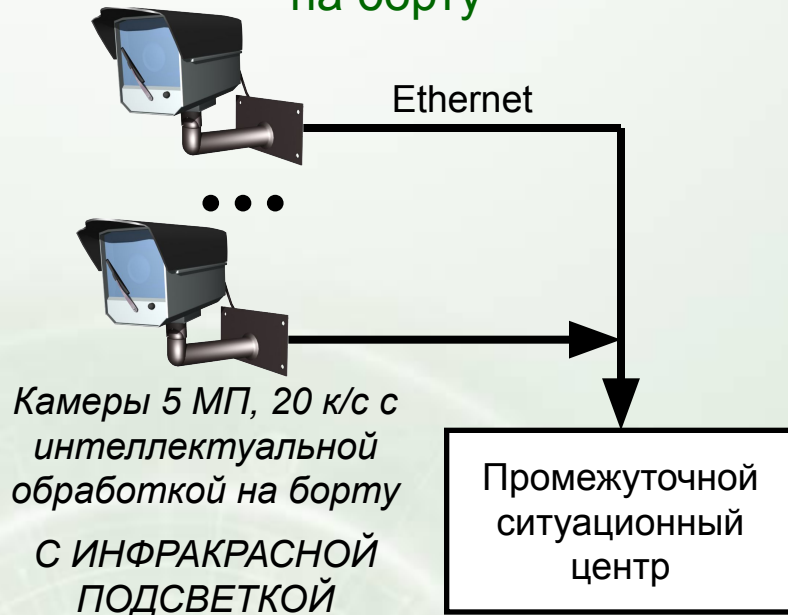 на борту
Ethernet
Камеры 5 МП, 20 к/с с
интеллектуальной
обработкой на борту
С ИНФРАКРАСНОЙ
ПОДСВЕТКОЙ
Промежуточной
ситуационный
центр